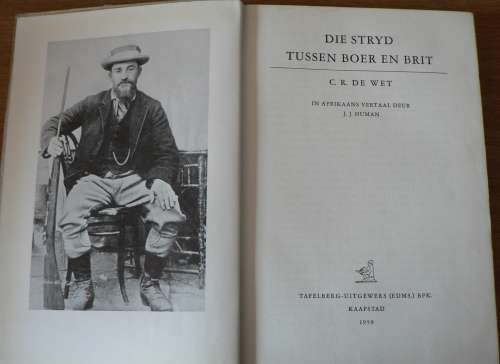 DIE STRYD
TUSSEN BOER EN BRIT
C. R. DE WET
IN AFRIKAANS VERTAAL DEUR
J. J. HUMAN
TAFELBERG-UITGEWERS (EDMS.) BPK.
KAAPSTAD
1959